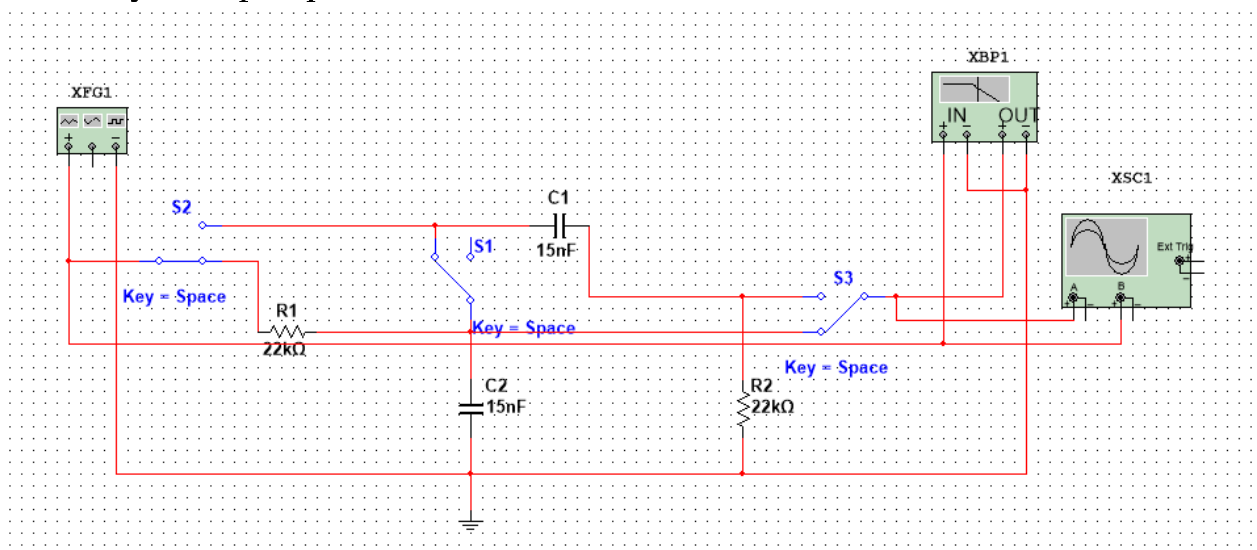 XFG1
XBP1
IN
OUT
XSC1
Ext Trig
A
B
S2
C1
15nF
S1
S3
Key = Space
R1
22kΩ
Key = Space
Key = Space
C2
15nF
R2
22kΩ